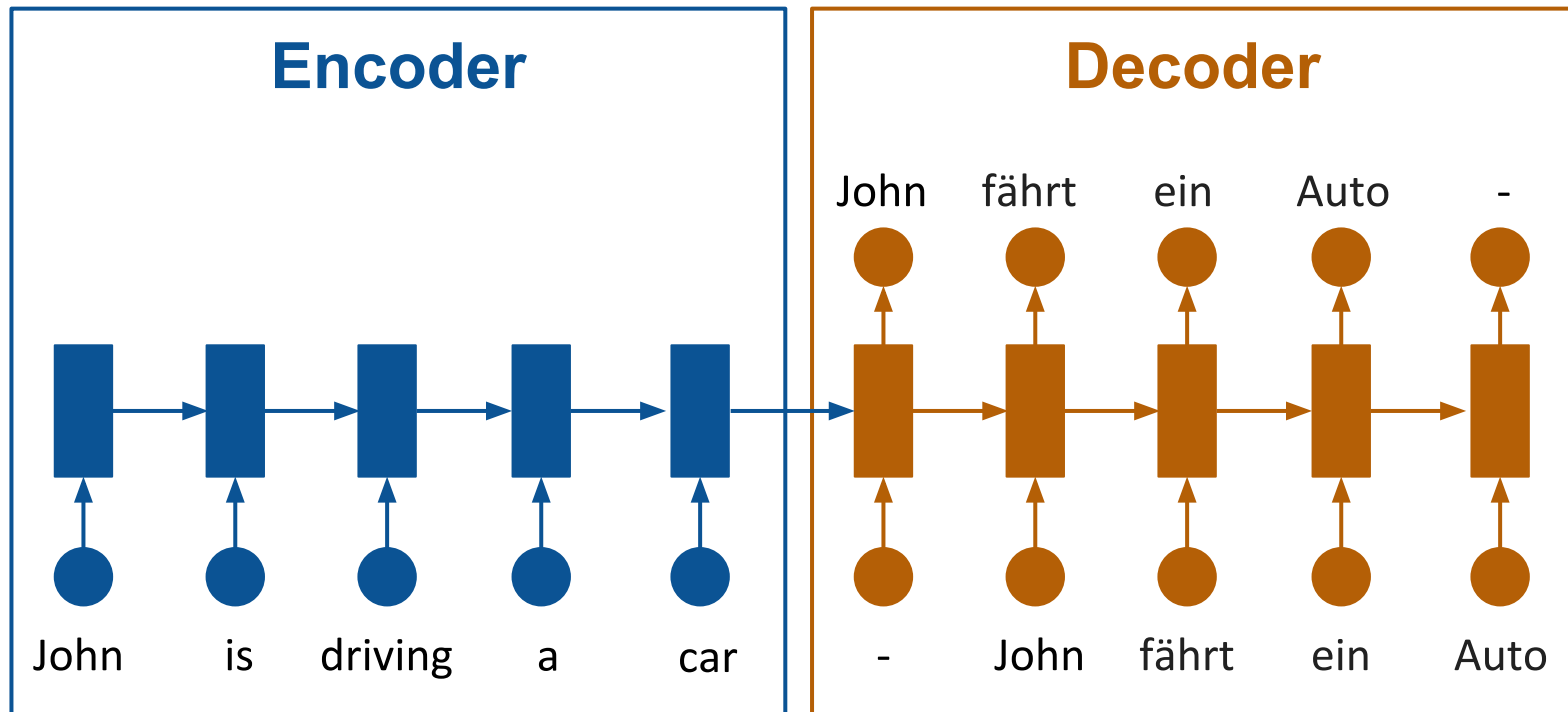 Encoder
Decoder
John fährt ein Auto -
John is driving a car
- John fährt ein Auto